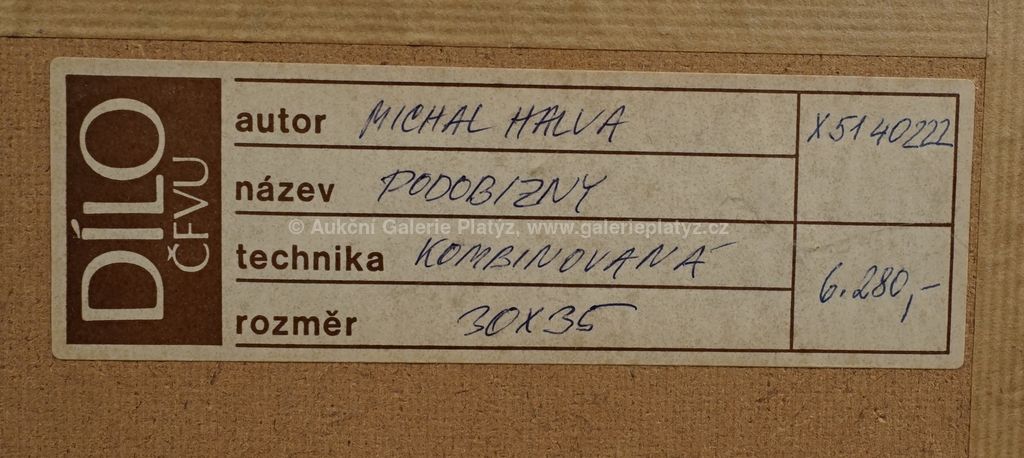 DÍLO
ČFVU
autor MICHAL HALVA
X5140222
název PODOBIZNY
© Aukcní Galerie Platýz, www.galerieplatyz.cz
technika KOMBINOVANÁ
6.280,-
rozměr 30X35